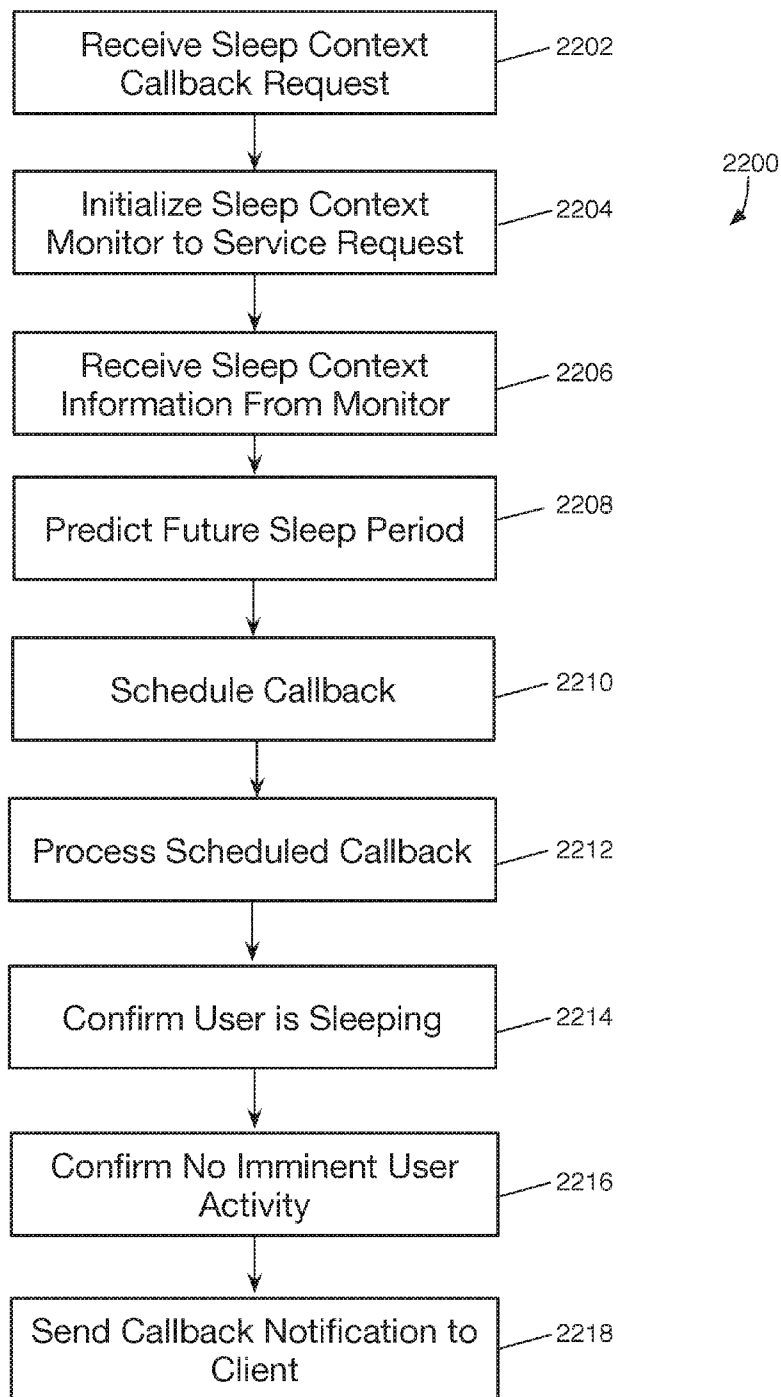 Receive Sleep Context
Callback Request
2202
2200
Initialize Sleep Context
Monitor to Service Request
2204
Receive Sleep Context
Information From Monitor
2206
Predict Future Sleep Period
2208
Schedule Callback
2210
Process Scheduled Callback
2212
Confirm User is Sleeping
2214
Confirm No Imminent User
Activity
2216
Send Callback Notification to
Client
2218